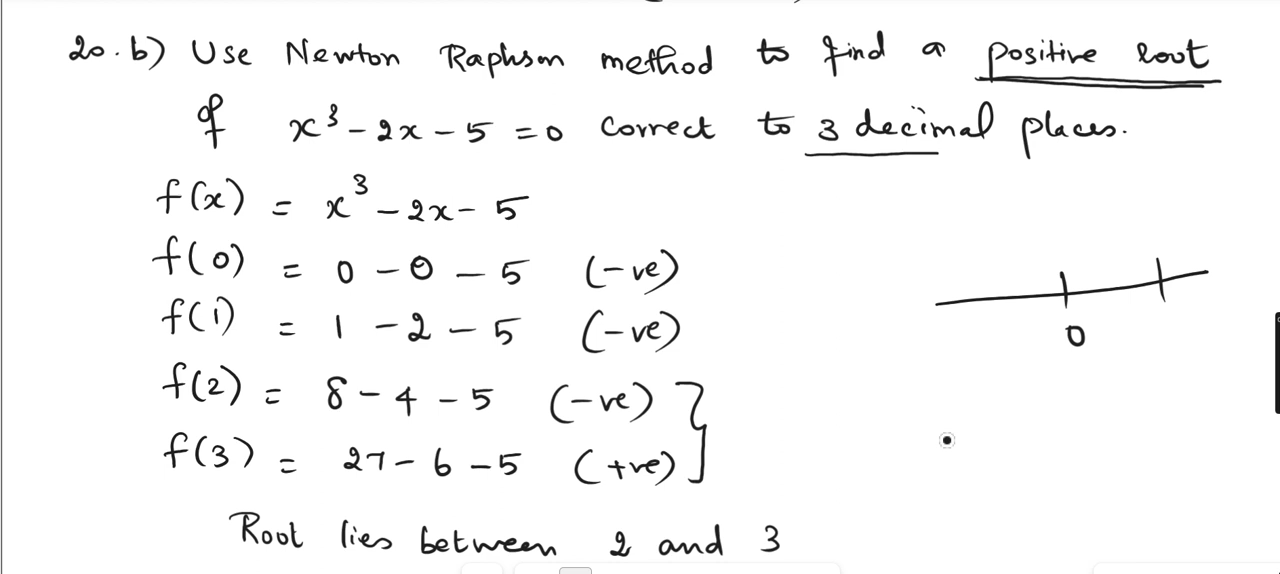 20.b) Use Newton Raphson method to find a positive root
of x³ - 2x - 5 = 0 correct to 3 decimal places.
f(x) = x³ - 2x - 5
f(0) = 0 - 0 - 5 (-ve)
f(1) = 1 - 2 - 5 (-ve)
0
f(2) = 8 - 4 - 5 (-ve)
f(3) = 27 - 6 - 5 (+ve)
Root lies between 2 and 3